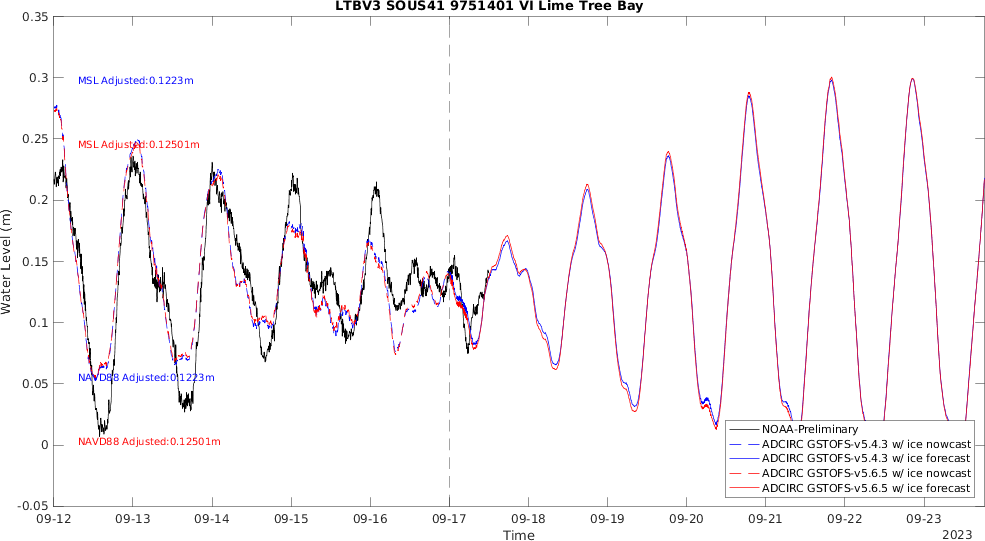 LTBV3 SOUS41 9751401 VI Lime Tree Bay
0.35
0.3
0.25
0.2
0.15
0.1
0.05
0
-0.05
Water Level (m)
MSL Adjusted:0.1223m
MSL Adjusted:0.12501m
NAVD88 Adjusted:0.1223m
NAVD88 Adjusted:0.12501m
NOAA-Preliminary
ADCIRC GSTOFS-v5.4.3 w/ ice nowcast
ADCIRC GSTOFS-v5.4.3 w/ ice forecast
ADCIRC GSTOFS-v5.6.5 w/ ice nowcast
ADCIRC GSTOFS-v5.6.5 w/ ice forecast
09-12 09-13 09-14 09-15 09-16 09-17 09-18 09-19 09-20 09-21 09-22 09-23
Time
2023